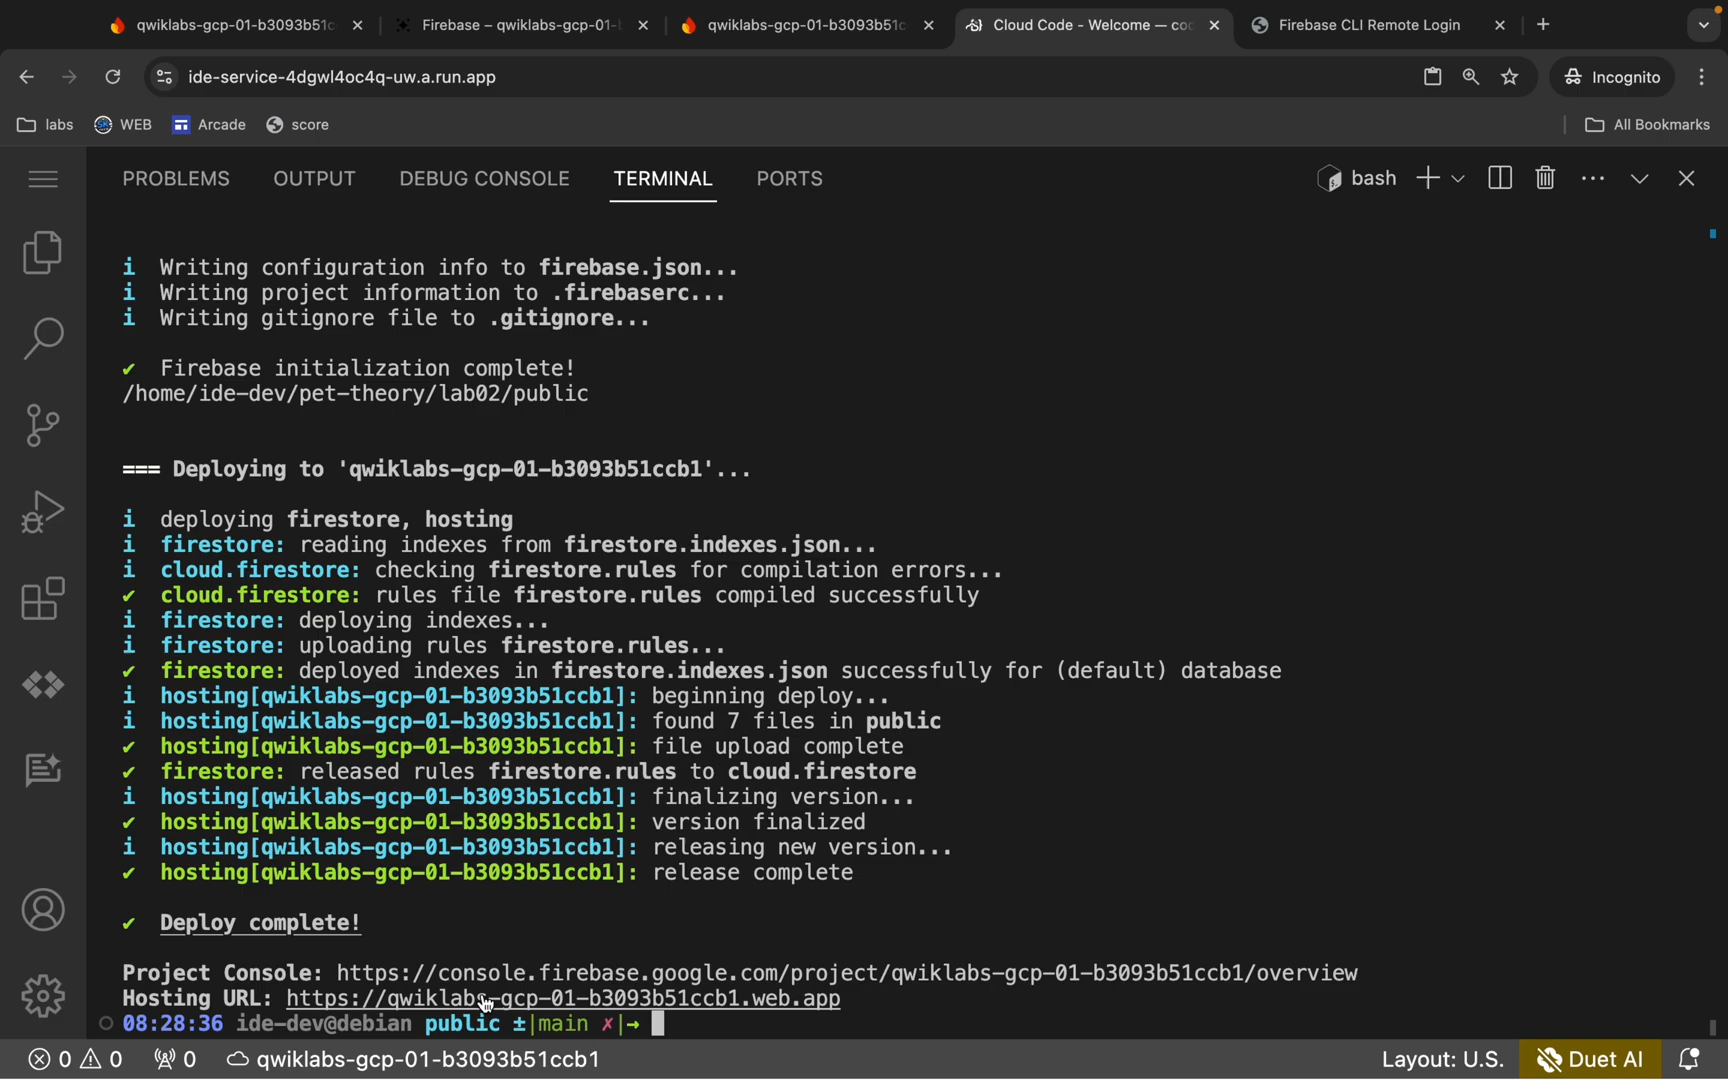 qwiklabs-gcp-01-b3093b51c
Firebase – qwiklabs-gcp-01-
qwiklabs-gcp-01-b3093b51c
Cloud Code - Welcome — co
Firebase CLI Remote Login
ide-service-4dgwl4oc4q-uw.a.run.app
Incognito
labs
WEB
Arcade
score
All Bookmarks
PROBLEMS
OUTPUT
DEBUG CONSOLE
TERMINAL
PORTS
bash
i Writing configuration info to firebase.json...
i Writing project information to .firebaserc...
i Writing gitignore file to .gitignore...
✔ Firebase initialization complete!
/home/ide-dev/pet-theory/lab02/public
=== Deploying to 'qwiklabs-gcp-01-b3093b51ccb1'...
i deploying firestore, hosting
i firestore: reading indexes from firestore.indexes.json...
i cloud.firestore: checking firestore.rules for compilation errors...
✔ cloud.firestore: rules file firestore.rules compiled successfully
i firestore: deploying indexes...
i firestore: uploading rules firestore.rules...
✔ firestore: deployed indexes in firestore.indexes.json successfully for (default) database
i hosting[qwiklabs-gcp-01-b3093b51ccb1]: beginning deploy...
i hosting[qwiklabs-gcp-01-b3093b51ccb1]: found 7 files in public
✔ hosting[qwiklabs-gcp-01-b3093b51ccb1]: file upload complete
✔ firestore: released rules firestore.rules to cloud.firestore
i hosting[qwiklabs-gcp-01-b3093b51ccb1]: finalizing version...
✔ hosting[qwiklabs-gcp-01-b3093b51ccb1]: version finalized
i hosting[qwiklabs-gcp-01-b3093b51ccb1]: releasing new version...
✔ hosting[qwiklabs-gcp-01-b3093b51ccb1]: release complete
✔ Deploy complete!
Project Console: https://console.firebase.google.com/project/qwiklabs-gcp-01-b3093b51ccb1/overview
Hosting URL: https://qwiklabs-gcp-01-b3093b51ccb1.web.app
08:28:36 ide-dev@debian public ±|main ✗|→
0 0 0 qwiklabs-gcp-01-b3093b51ccb1
Layout: U.S.
Duet AI